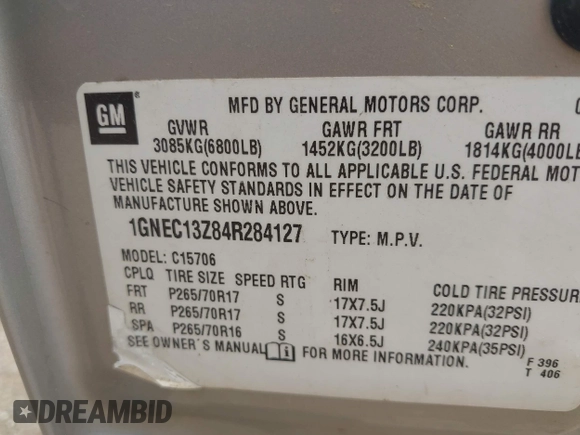 GM
MFD BY GENERAL MOTORS CORP.
GVWR GAWR FRT GAWR RR
3085KG(6800LB) 1452KG(3200LB) 1814KG(4000LB
THIS VEHICLE CONFORMS TO ALL APPLICABLE U.S. FEDERAL MOT
VEHICLE SAFETY STANDARDS IN EFFECT ON THE DATE OF
MANUFACTURE SHOWN ABOVE.
1GNEC13Z84R284127 TYPE: M.P.V.
MODEL: C15706
CPLQ TIRE SIZE SPEED RTG RIM COLD TIRE PRESSUR
FRT P265/70R17 S 17X7.5J 220KPA(32PSI)
RR P265/70R17 S 17X7.5J 220KPA(32PSI)
SPA P265/70R16 S 16X6.5J 240KPA(35PSI)
SEE OWNER'S MANUAL FOR MORE INFORMATION.
F 396
T 406
DREAMBID